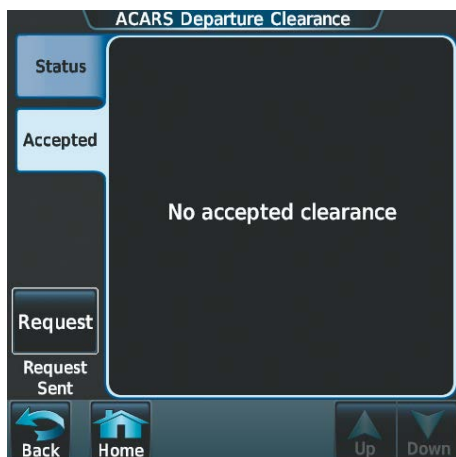 ACARS Departure Clearance
Status
Accepted
No accepted clearance
Request
Request
Sent
Back
Home
Up
Down